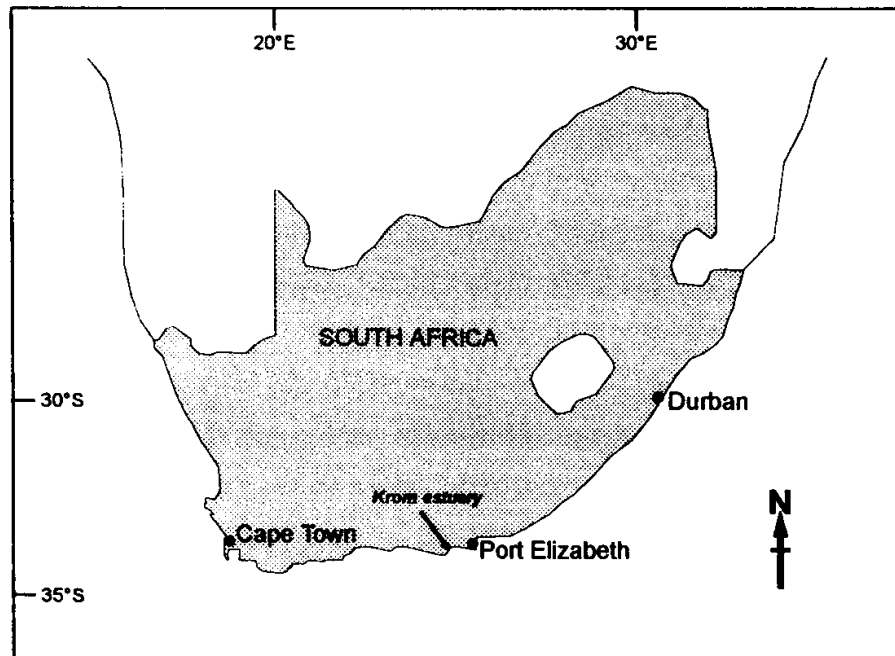 20°E
30°E
SOUTH AFRICA
30°S
Durban
Krom estuary
N
Cape Town
Port Elizabeth
35°S